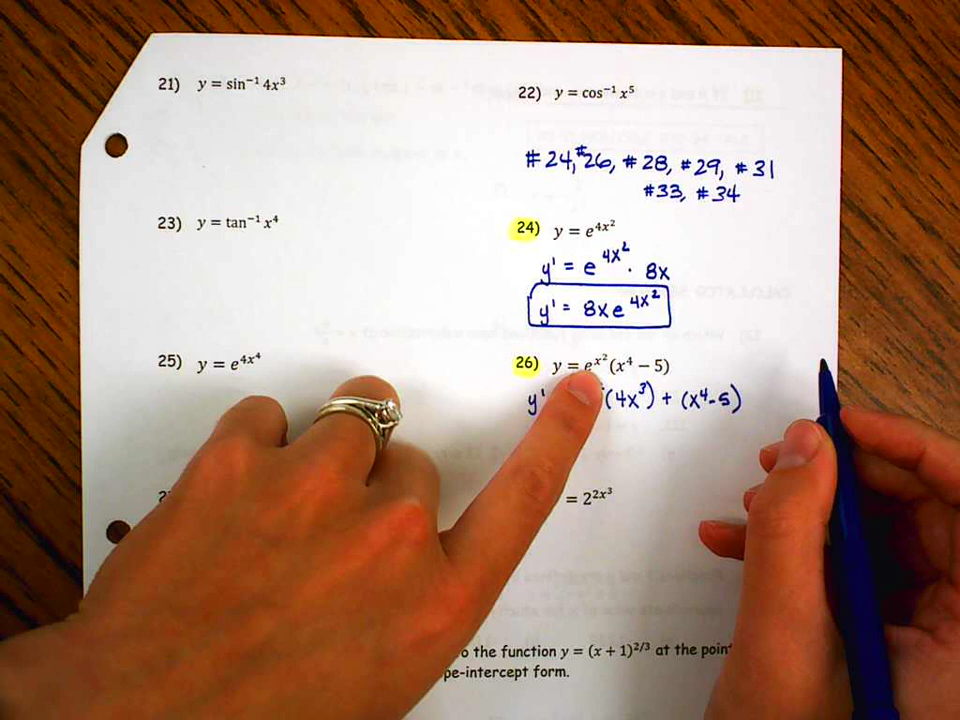 21) y = sin⁻¹ 4x³
22) y = cos⁻¹ x⁵
#24, #26, #28, #29, #31
#33, #34
23) y = tan⁻¹ x⁴
24) y = e^{4x²}
y' = e^{4x²} · 8x
y' = 8xe^{4x²}
25) y = e^{4x⁴}
26) y = e^{x²}(x⁴ − 5)
y' (4x³) + (x⁴-5)
= 2^{2x³}
the function y = (x + 1)^{2/3} at the
pe-intercept form.